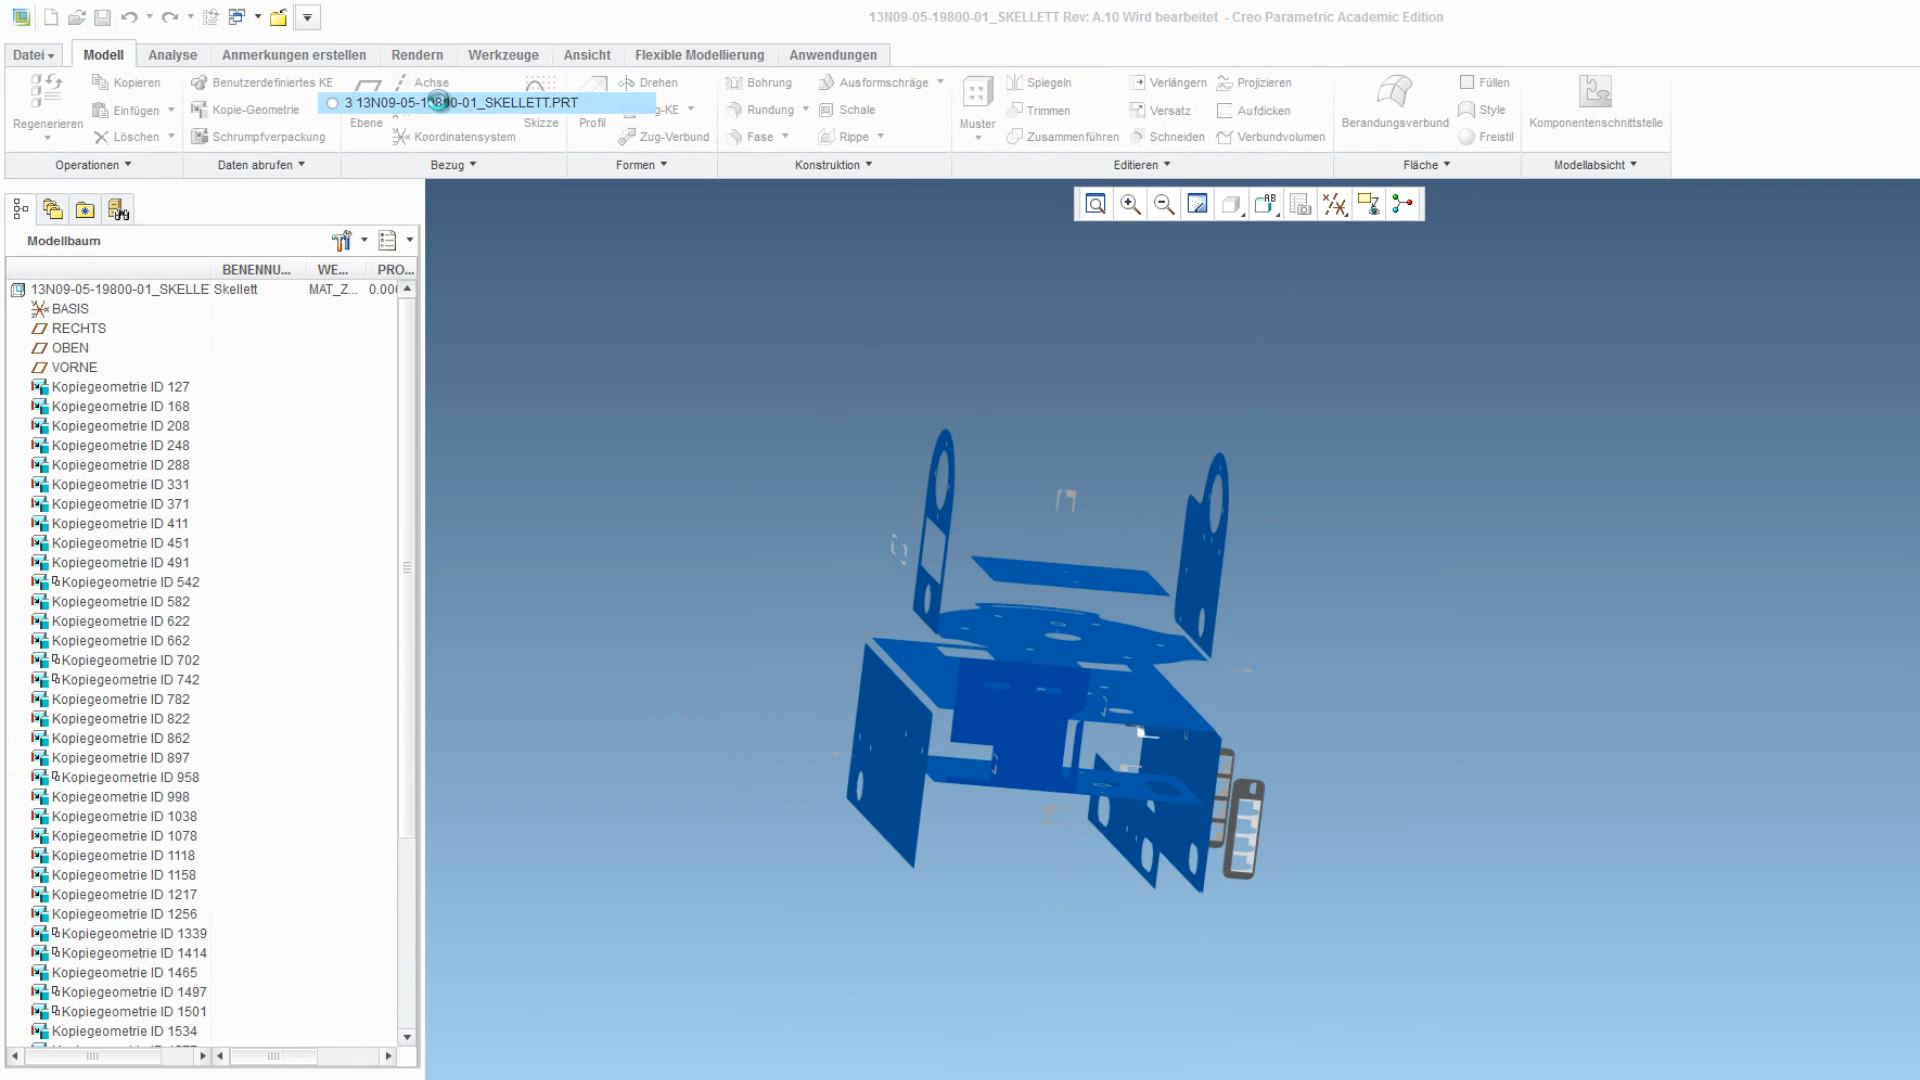 13N09-05-19800-01_SKELLETT Rev: A.10 Wird bearbeitet - Creo Parametric Academic Edition
Datei Modell Analyse Anmerkungen erstellen Rendern Werkzeuge Ansicht Flexible Modellierung Anwendungen
Kopieren Benutzerdefiniertes KE Achse Drehen Bohrung Ausformschräge Spiegeln Verlängern Projizieren Füllen
3 13N09-05-19800-01_SKELLETT.PRT
Einfügen Kopie-Geometrie Rundung Schale Trimmen Versatz Aufdicken Style
Regenerieren Ebene Skizze Profil Muster Berandungsverbund Komponentenschnittstelle
Löschen Schrumpfverpackung Koordinatensystem Zug-Verbund Fase Rippe Zusammenführen Schneiden Verbundvolumen Freistil
Operationen Daten abrufen Bezug Formen Konstruktion Editieren Fläche Modellabsicht
Modellbaum
BENENNU... WE... PRO...
13N09-05-19800-01_SKELLE Skellett MAT_Z... 0.00
BASIS
RECHTS
OBEN
VORNE
Kopiegeometrie ID 127
Kopiegeometrie ID 168
Kopiegeometrie ID 208
Kopiegeometrie ID 248
Kopiegeometrie ID 288
Kopiegeometrie ID 331
Kopiegeometrie ID 371
Kopiegeometrie ID 411
Kopiegeometrie ID 451
Kopiegeometrie ID 491
Kopiegeometrie ID 542
Kopiegeometrie ID 582
Kopiegeometrie ID 622
Kopiegeometrie ID 662
Kopiegeometrie ID 702
Kopiegeometrie ID 742
Kopiegeometrie ID 782
Kopiegeometrie ID 822
Kopiegeometrie ID 862
Kopiegeometrie ID 897
Kopiegeometrie ID 958
Kopiegeometrie ID 998
Kopiegeometrie ID 1038
Kopiegeometrie ID 1078
Kopiegeometrie ID 1118
Kopiegeometrie ID 1158
Kopiegeometrie ID 1217
Kopiegeometrie ID 1256
Kopiegeometrie ID 1339
Kopiegeometrie ID 1414
Kopiegeometrie ID 1465
Kopiegeometrie ID 1497
Kopiegeometrie ID 1501
Kopiegeometrie ID 1534